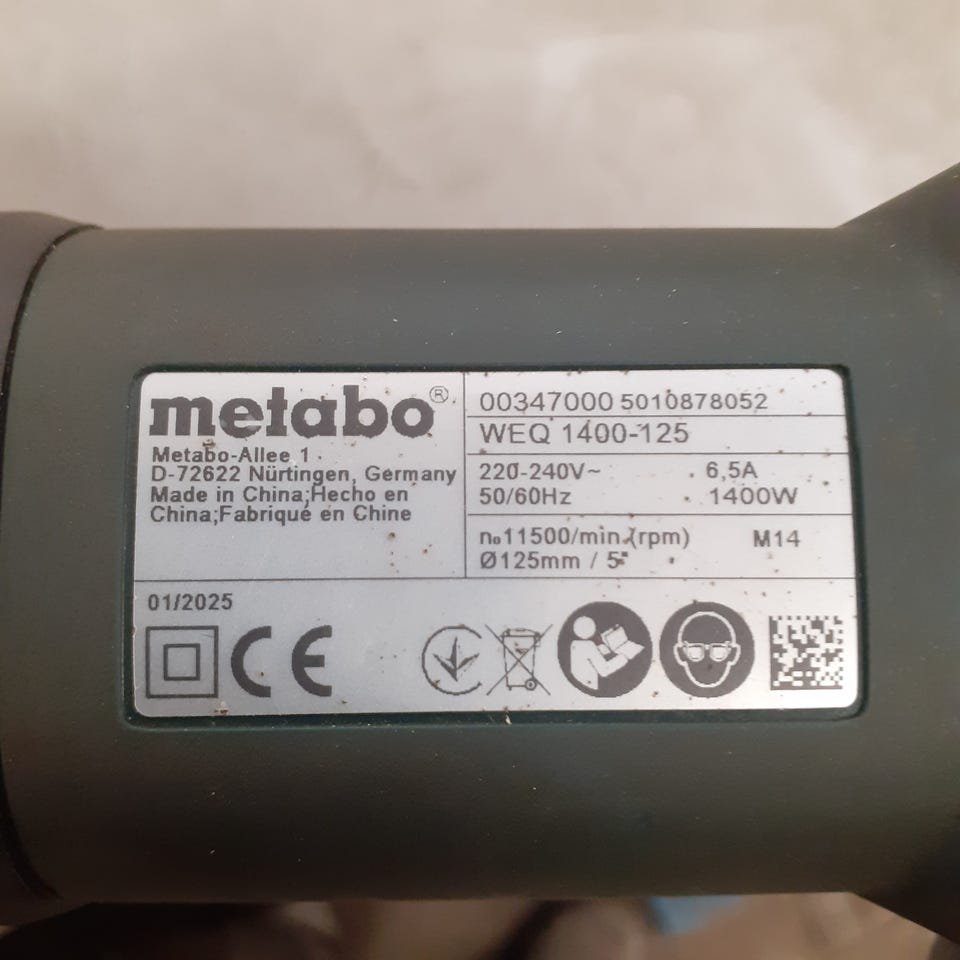 metabo®
Metabo-Allee 1
D-72622 Nürtingen, Germany
Made in China;Hecho en
China;Fabriqué en Chine
00347000 5010878052
WEQ 1400-125
220-240V~ 6,5A
50/60Hz 1400W
n₀11500/min (rpm) M14
Ø125mm / 5"
01/2025
CE